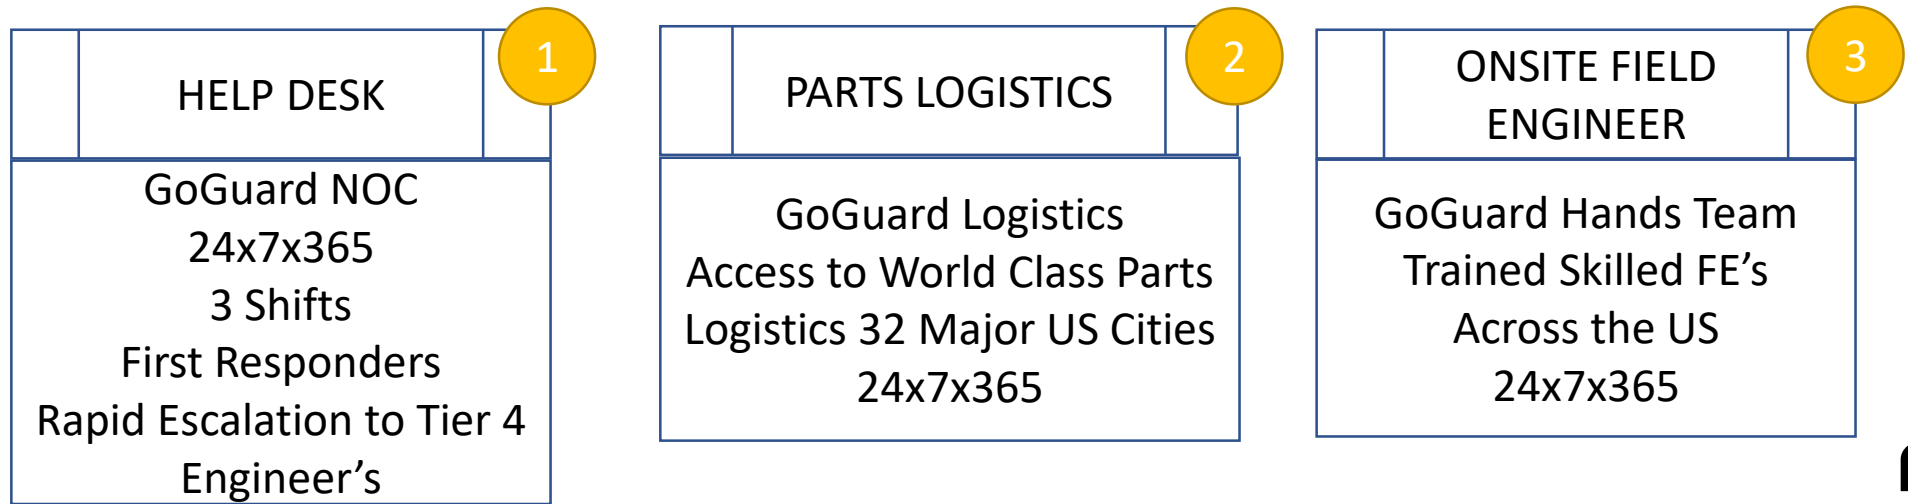 1
HELP DESK
GoGuard NOC
24x7x365
3 Shifts
First Responders
Rapid Escalation to Tier 4
Engineer’s
2
PARTS LOGISTICS
GoGuard Logistics
Access to World Class Parts
Logistics 32 Major US Cities
24x7x365
3
ONSITE FIELD
ENGINEER
GoGuard Hands Team
Trained Skilled FE’s
Across the US
24x7x365